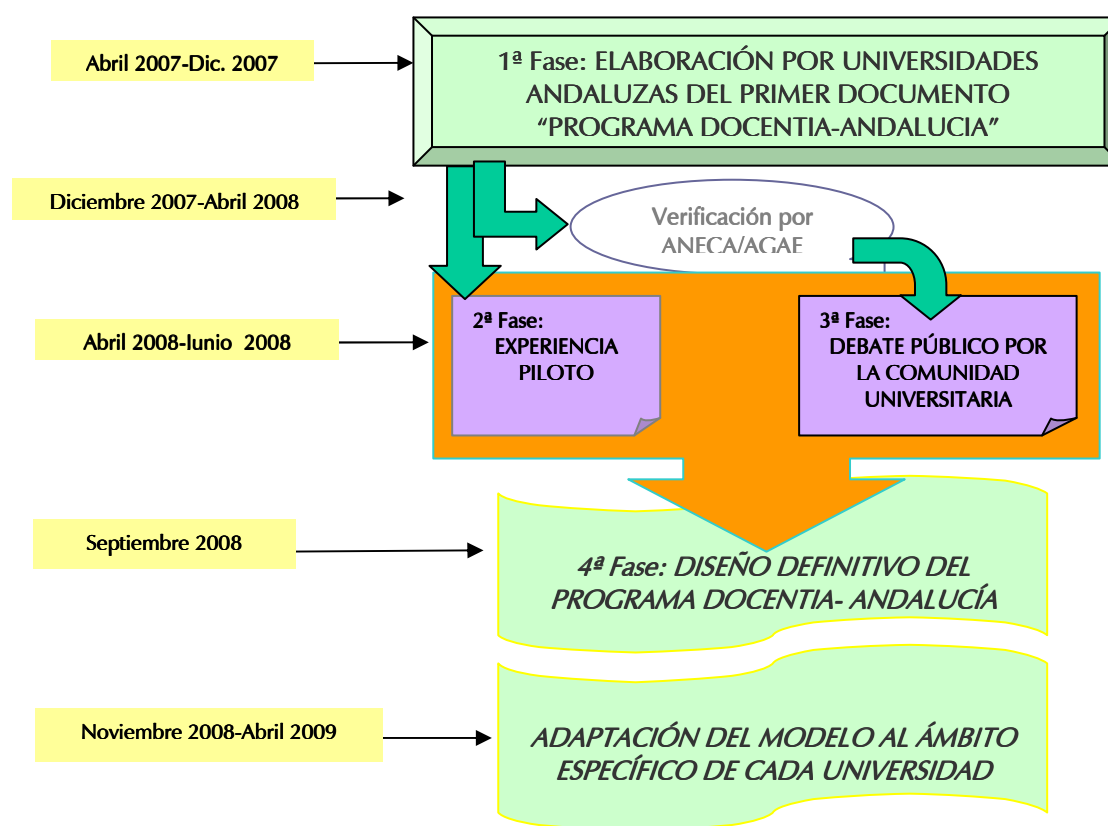 Abril 2007-Dic. 2007
1ª Fase: ELABORACIÓN POR UNIVERSIDADES
ANDALUZAS DEL PRIMER DOCUMENTO
“PROGRAMA DOCENTIA-ANDALUCIA”
Diciembre 2007-Abril 2008
Verificación por
ANECA/AGAE
Abril 2008-Junio 2008
2ª Fase:
EXPERIENCIA
PILOTO
3ª Fase:
DEBATE PÚBLICO POR
LA COMUNIDAD
UNIVERSITARIA
Septiembre 2008
4ª Fase: DISEÑO DEFINITIVO DEL
PROGRAMA DOCENTIA- ANDALUCÍA
Noviembre 2008-Abril 2009
ADAPTACIÓN DEL MODELO AL ÁMBITO
ESPECÍFICO DE CADA UNIVERSIDAD